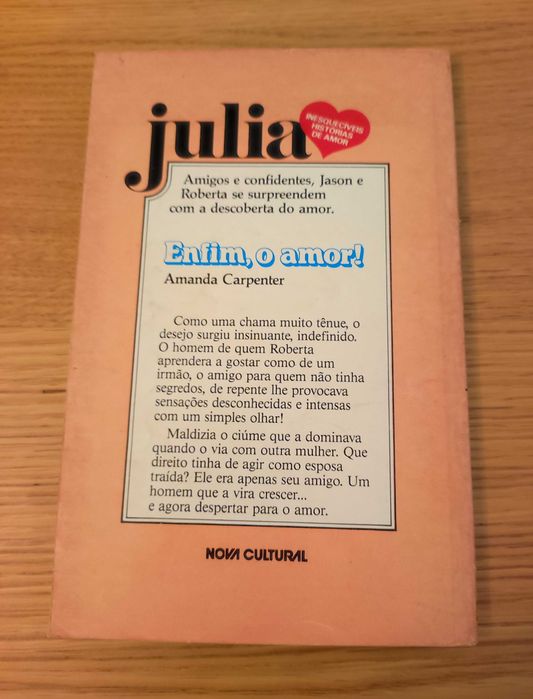 julia
INESQUECÍVEIS
HISTÓRIAS
DE AMOR
Amigos e confidentes, Jason e
Roberta se surpreendem
com a descoberta do amor.
Enfim, o amor!
Amanda Carpenter
Como uma chama muito tênue, o
desejo surgiu insinuante, indefinido.
O homem de quem Roberta
aprendera a gostar como de um
irmão, o amigo para quem não tinha
segredos, de repente lhe provocava
sensações desconhecidas e intensas
com um simples olhar!
Maldizia o ciúme que a dominava
quando o via com outra mulher. Que
direito tinha de agir como esposa
traída? Ele era apenas seu amigo. Um
homem que a vira crescer...
e agora despertar para o amor.
NOVA CULTURAL